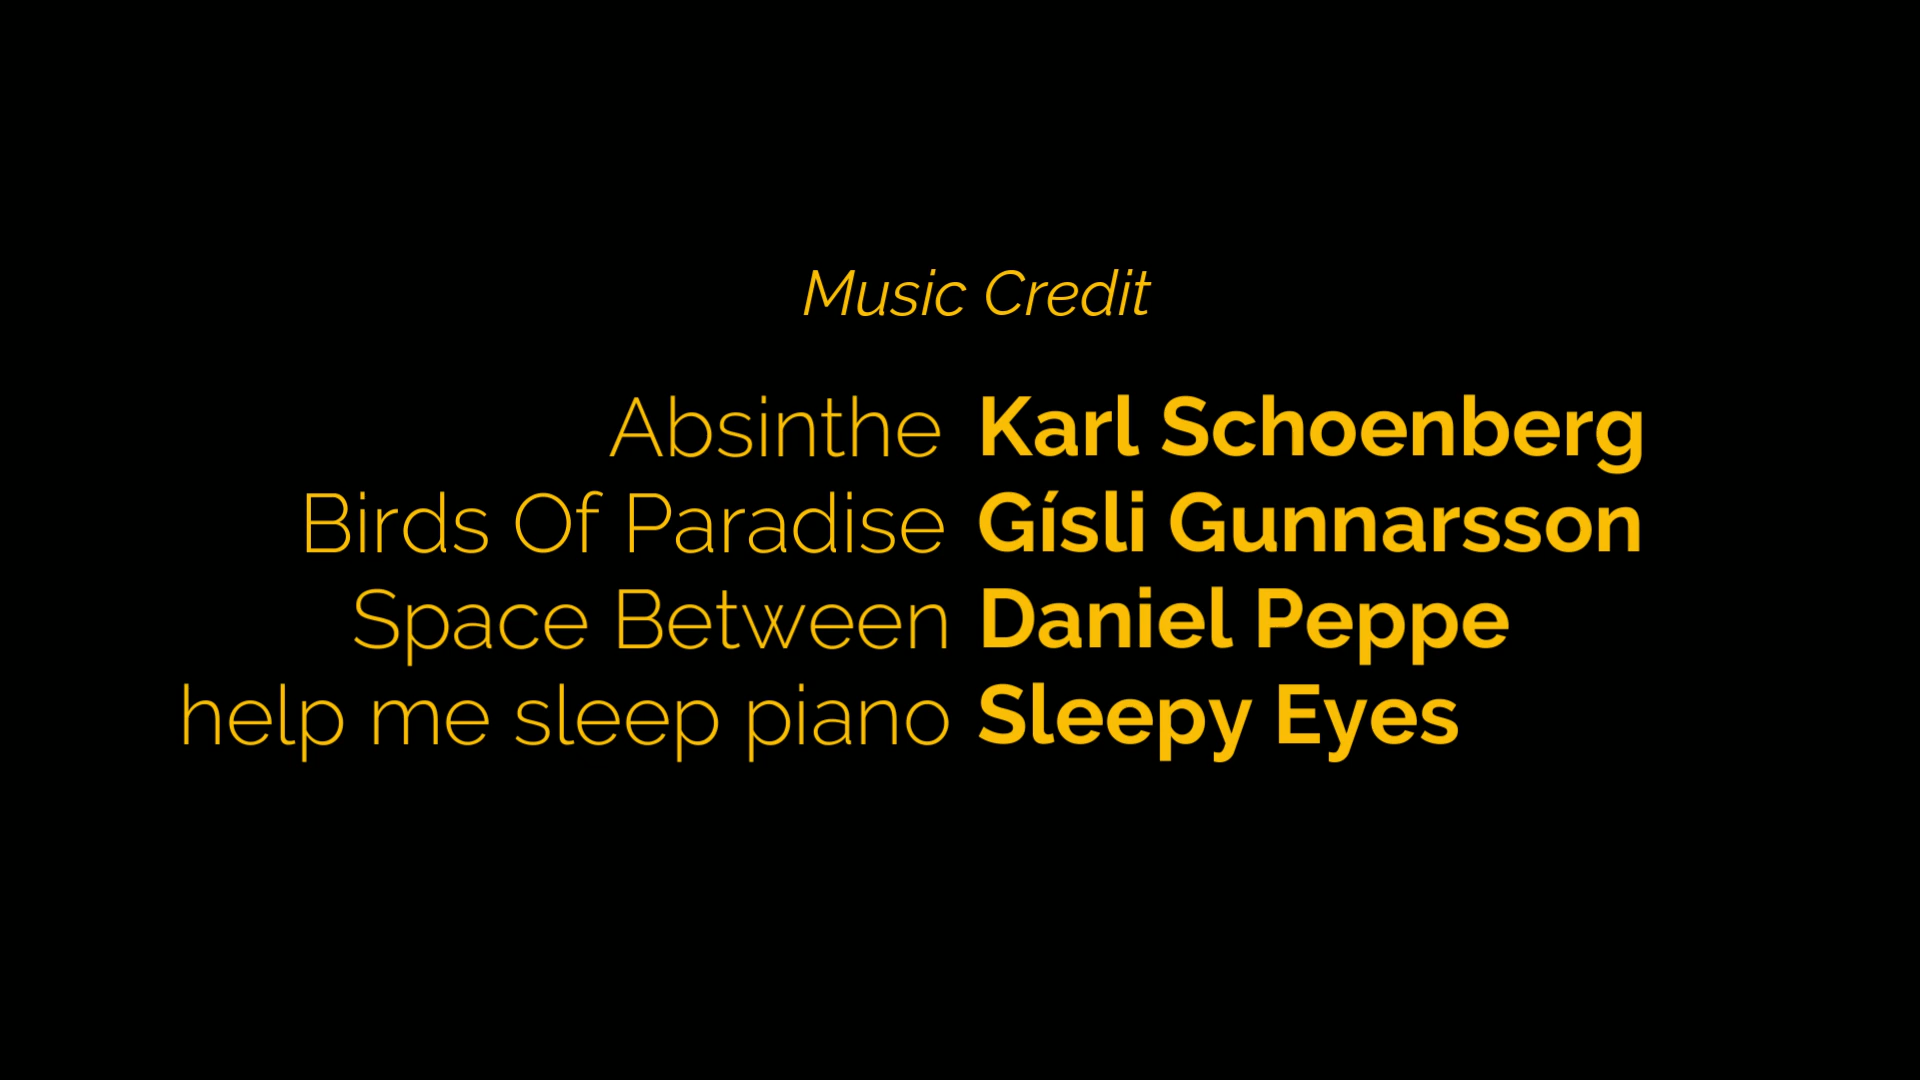 Music Credit
Absinthe Karl Schoenberg
Birds Of Paradise Gísli Gunnarsson
Space Between Daniel Peppe
help me sleep piano Sleepy Eyes